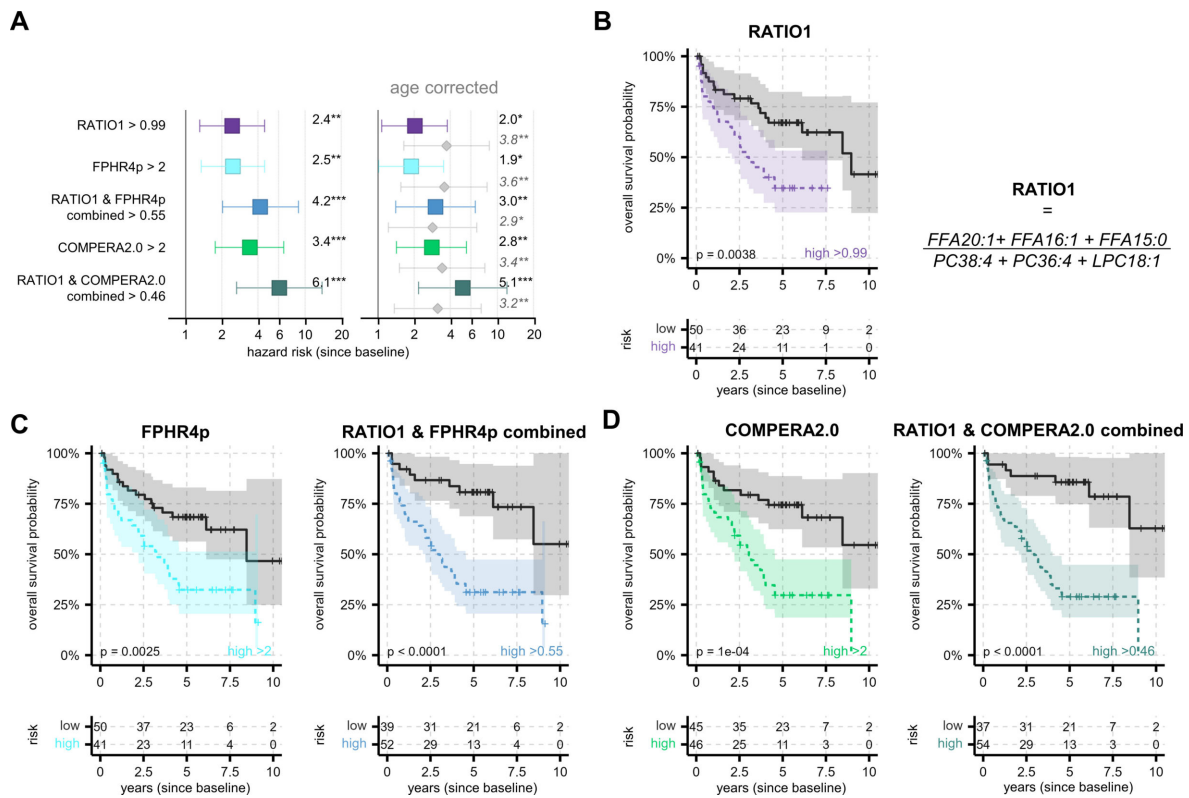 A
age corrected
RATIO1 > 0.99
2.4**
2.0*
3.8**
FPHR4p > 2
2.5**
1.9*
3.6**
RATIO1 & FPHR4p
combined > 0.55
4.2***
3.0**
2.9*
COMPERA2.0 > 2
3.4***
2.8**
3.4**
RATIO1 & COMPERA2.0
combined > 0.46
6.1***
5.1***
3.2**
1 2 4 6 10 20
1 2 4 6 10 20
hazard risk (since baseline)
B
RATIO1
overall survival probability
100%
75%
50%
25%
0%
p = 0.0038
high >0.99
risk
low 50 36 23 9 2
high 41 24 11 1 0
0 2.5 5 7.5 10
years (since baseline)
RATIO1
=
FFA20:1+ FFA16:1 + FFA15:0
PC38:4 + PC36:4 + LPC18:1
C
FPHR4p
overall survival probability
100%
75%
50%
25%
0%
p = 0.0025
high >2
0 2.5 5 7.5 10
risk
low 50 37 23 6 2
high 41 23 11 4 0
0 2.5 5 7.5 10
years (since baseline)
RATIO1 & FPHR4p combined
overall survival probability
100%
75%
50%
25%
0%
p < 0.0001
high >0.55
0 2.5 5 7.5 10
risk
low 39 31 21 6 2
high 52 29 13 4 0
0 2.5 5 7.5 10
years (since baseline)
D
COMPERA2.0
overall survival probability
100%
75%
50%
25%
0%
p = 1e-04
high >2
0 2.5 5 7.5 10
risk
low 45 35 23 7 2
high 46 25 11 3 0
0 2.5 5 7.5 10
years (since baseline)
RATIO1 & COMPERA2.0 combined
overall survival probability
100%
75%
50%
25%
0%
p < 0.0001
high >0.46
0 2.5 5 7.5 10
risk
low 37 31 21 7 2
high 54 29 13 3 0
0 2.5 5 7.5 10
years (since baseline)